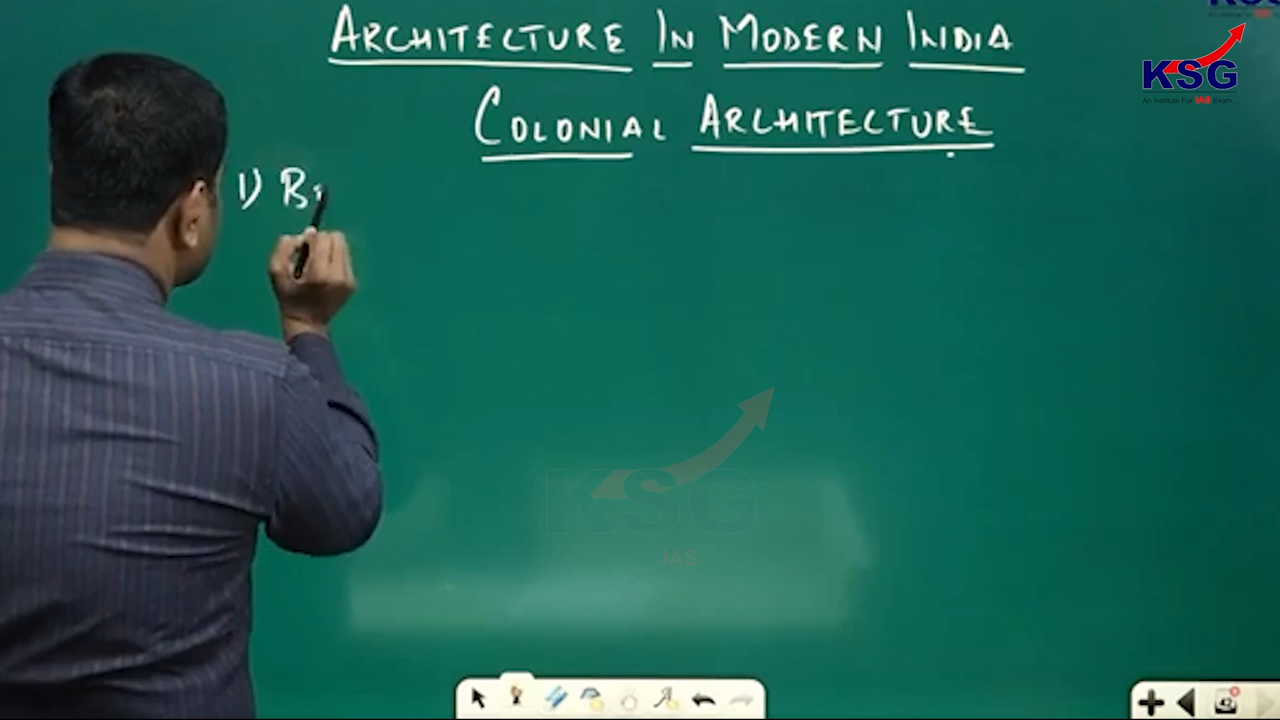 ARCHITECTURE IN MODERN INDIA
COLONIAL ARCHITECTURE
1) B
KSG
An Institute For IAS Exam
KSG
IAS